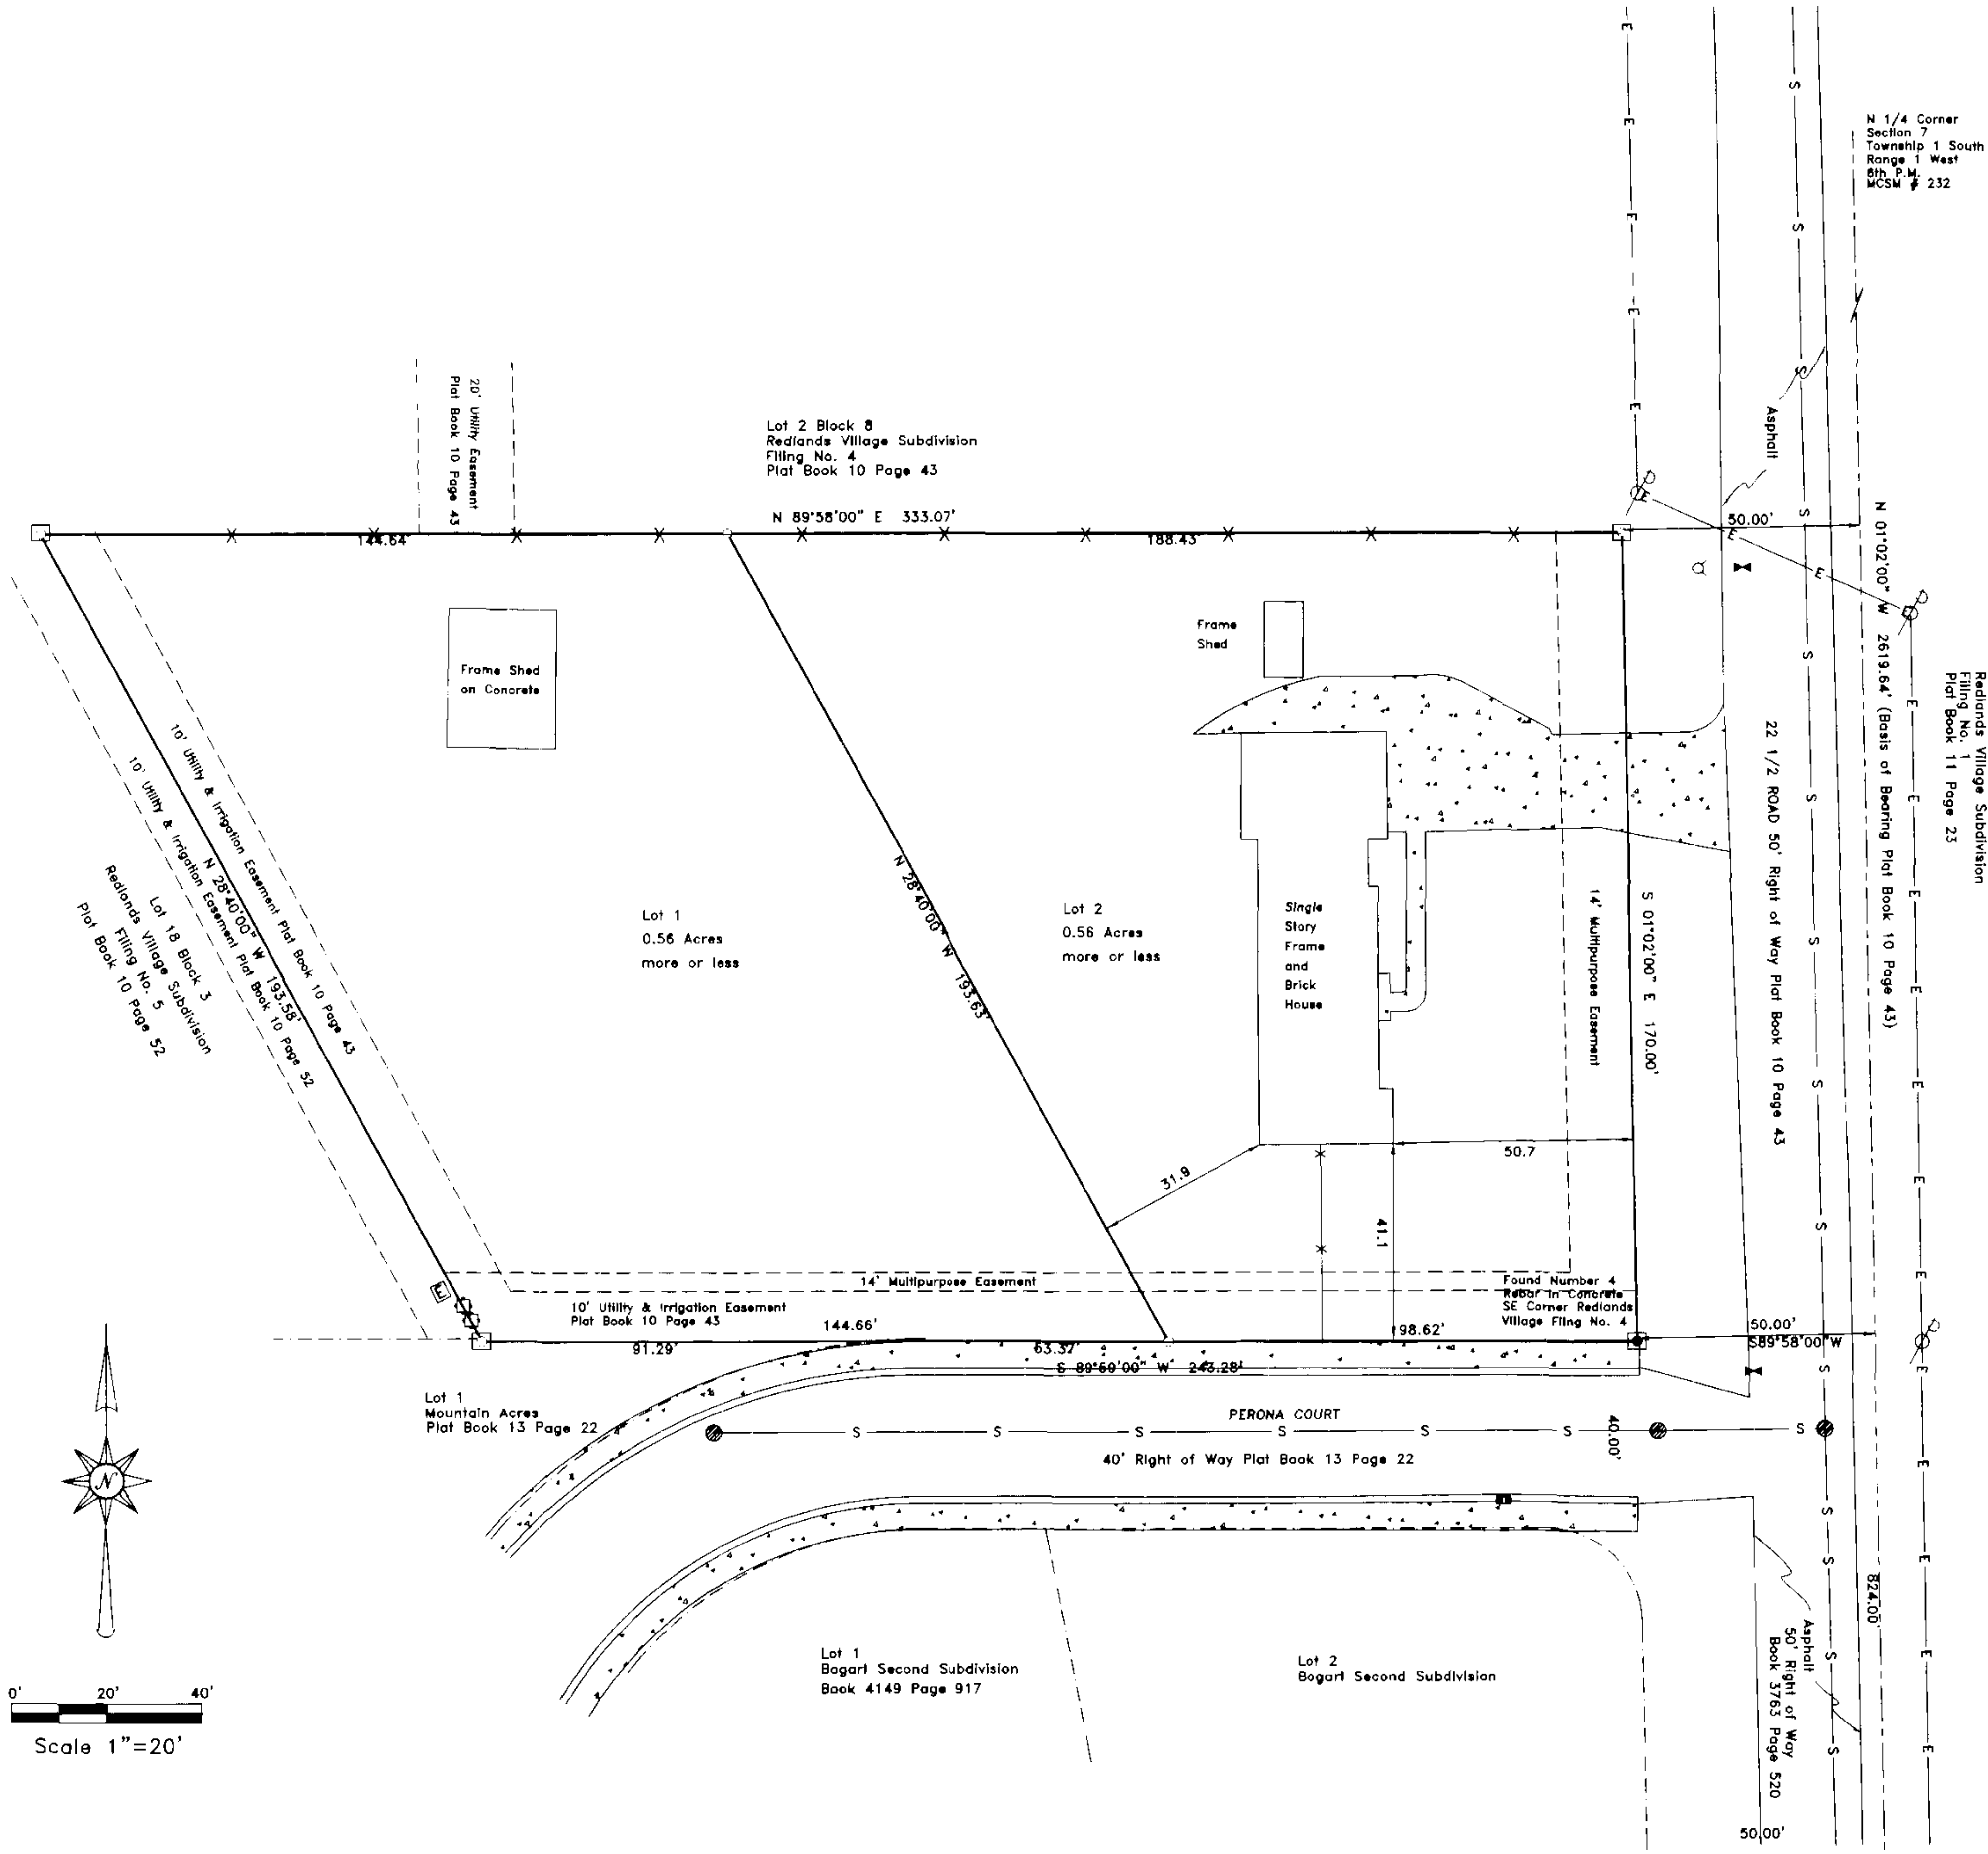 N 1/4 Corner
Section 7
Township 1 South
Range 1 West
6th P.M.
MCSM # 232
20' Utility Easement
Plat Book 10 Page 43
Lot 2 Block 8
Redlands Village Subdivision
Filing No. 4
Plat Book 10 Page 43
Asphalt
N 89°58'00" E 333.07'
50.00'
144.64'
188.43'
N 01°02'00" W 2619.64' (Basis of Bearing Plat Book 10 Page 43)
Redlands Village Subdivision
Filing No. 1
Plat Book 11 Page 23
Frame
Shed
Frame Shed
on Concrete
22 1/2 ROAD 50' Right of Way Plat Book 10 Page 43
10' Utility & Irrigation Easement Plat Book 10 Page 43
N 28°40'00" W 193.58'
10' Utility & Irrigation Easement Plat Book 10 Page 52
Lot 18 Block 3
Redlands Village Subdivision
Filing No. 5
Plat Book 10 Page 52
Lot 1
0.56 Acres
more or less
N 28°40'00" W 193.63'
Lot 2
0.56 Acres
more or less
Single
Story
Frame
and
Brick
House
14' Multipurpose Easement
S 01°02'00" E 170.00'
50.7
31.9
41.1
14' Multipurpose Easement
Found Number 4
Rebar in Concrete
SE Corner Redlands
Village Fling No. 4
10' Utility & Irrigation Easement
Plat Book 10 Page 43
144.66'
98.62'
50.00'
S89°58'00"W
91.29'
63.37'
S 89°59'00" W 243.28'
Lot 1
Mountain Acres
Plat Book 13 Page 22
PERONA COURT
40.00'
40' Right of Way Plat Book 13 Page 22
824.00'
N
Lot 1
Bogart Second Subdivision
Book 4149 Page 917
Lot 2
Bogart Second Subdivision
Asphalt
50' Right of Way
Book 3763 Page 520
0' 20' 40'
Scale 1"=20'
50.00'